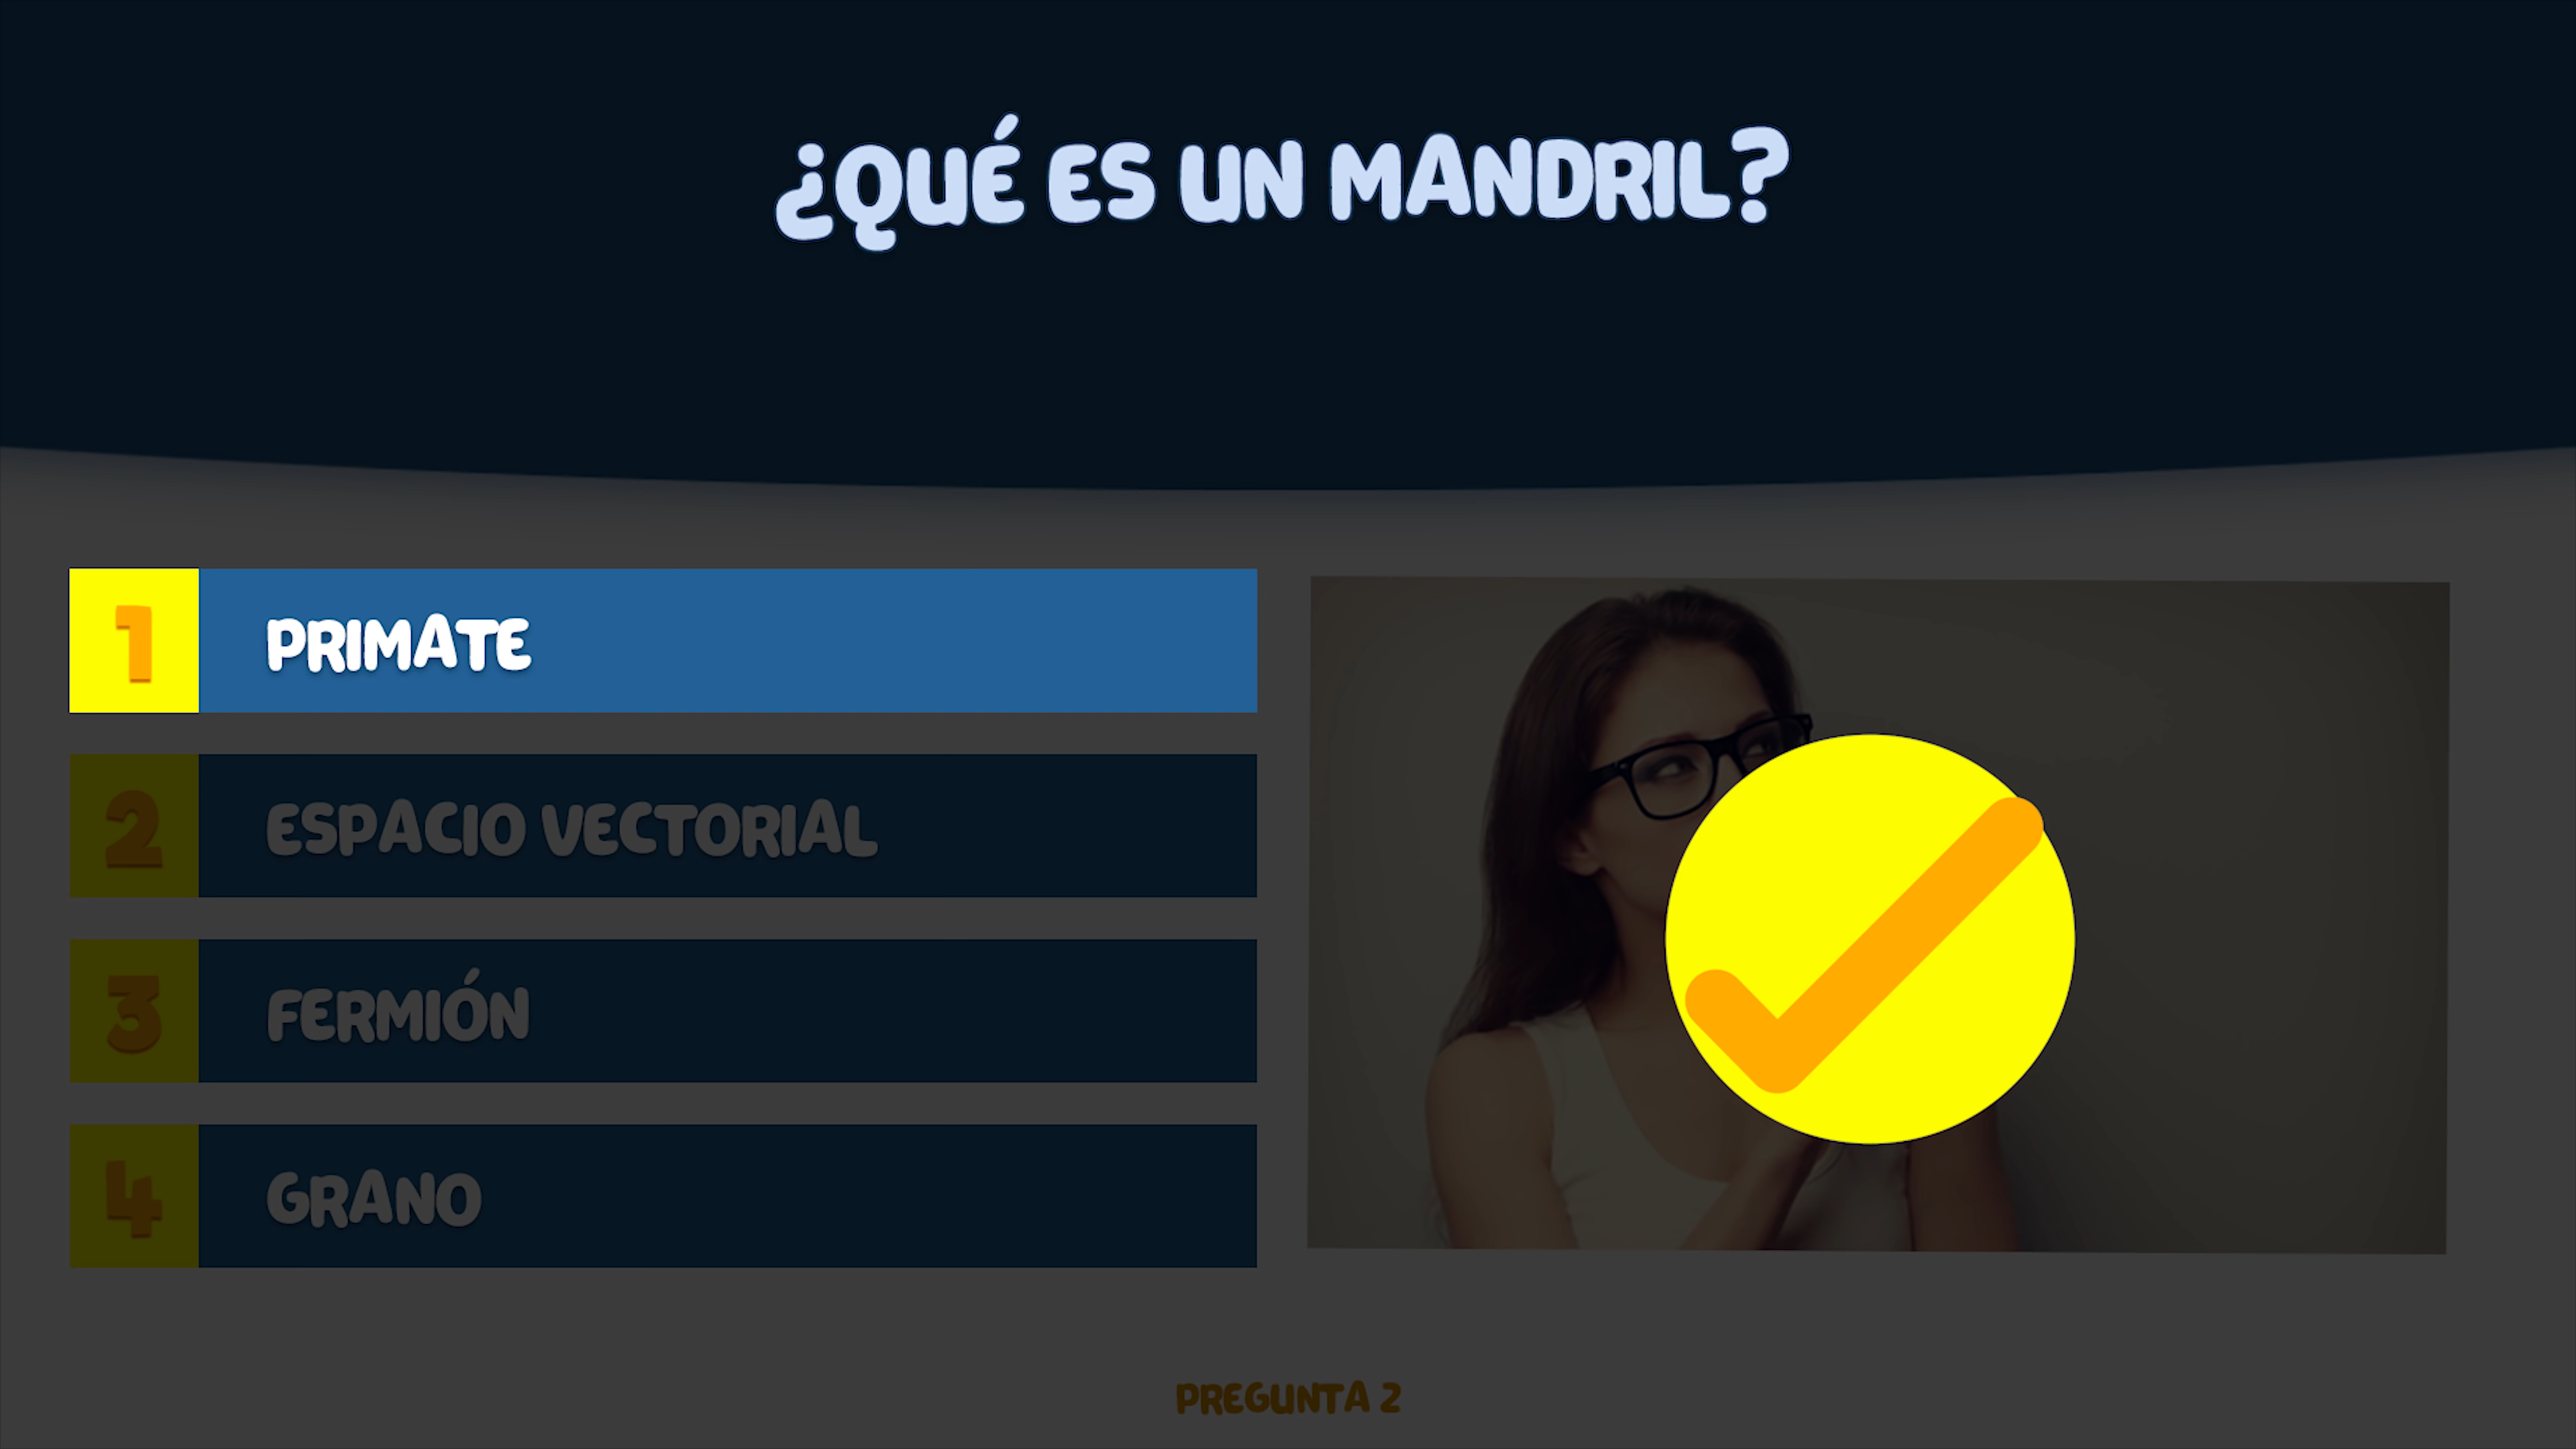 ¿QUÉ ES UN MANDRIL?
1 PRIMATE
2 ESPACIO VECTORIAL
3 FERMIÓN
4 GRANO
PREGUNTA 2